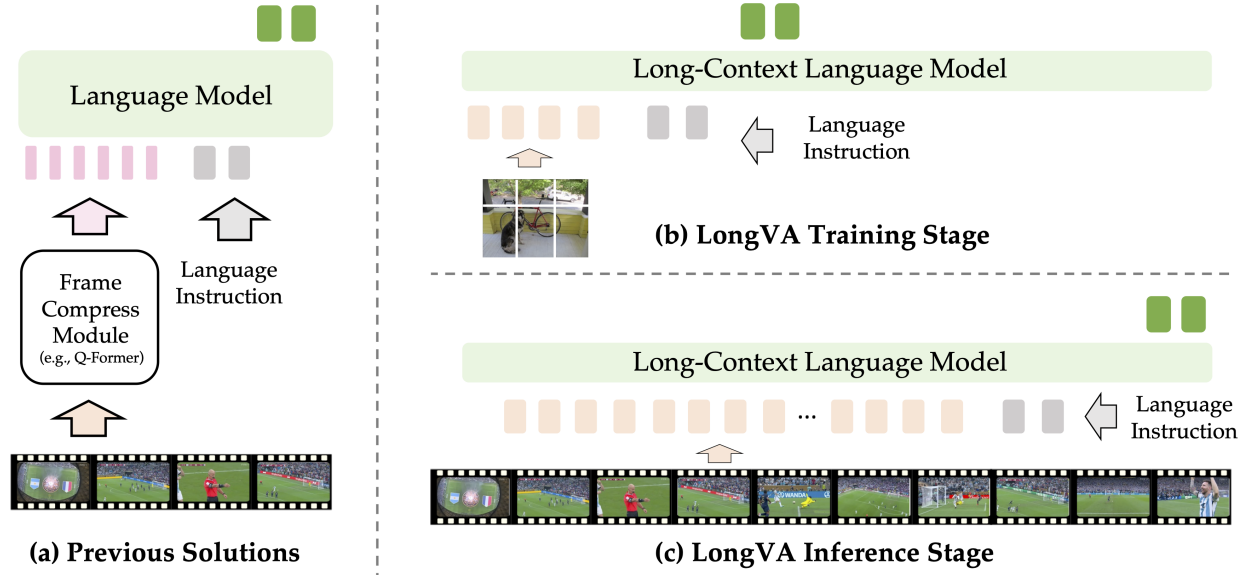 Language Model
Frame
Compress
Module
(e.g., Q-Former)
Language
Instruction
(a) Previous Solutions
Long-Context Language Model
Language
Instruction
(b) LongVA Training Stage
Long-Context Language Model
...
Language
Instruction
WANDA
(c) LongVA Inference Stage